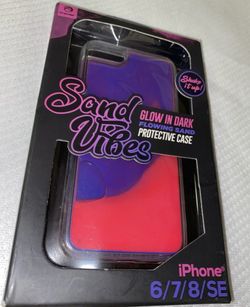 Shake
it up!
Sand
Vibes
GLOW IN DARK
FLOWING SAND
PROTECTIVE CASE
iPhone
6/7/8/SE